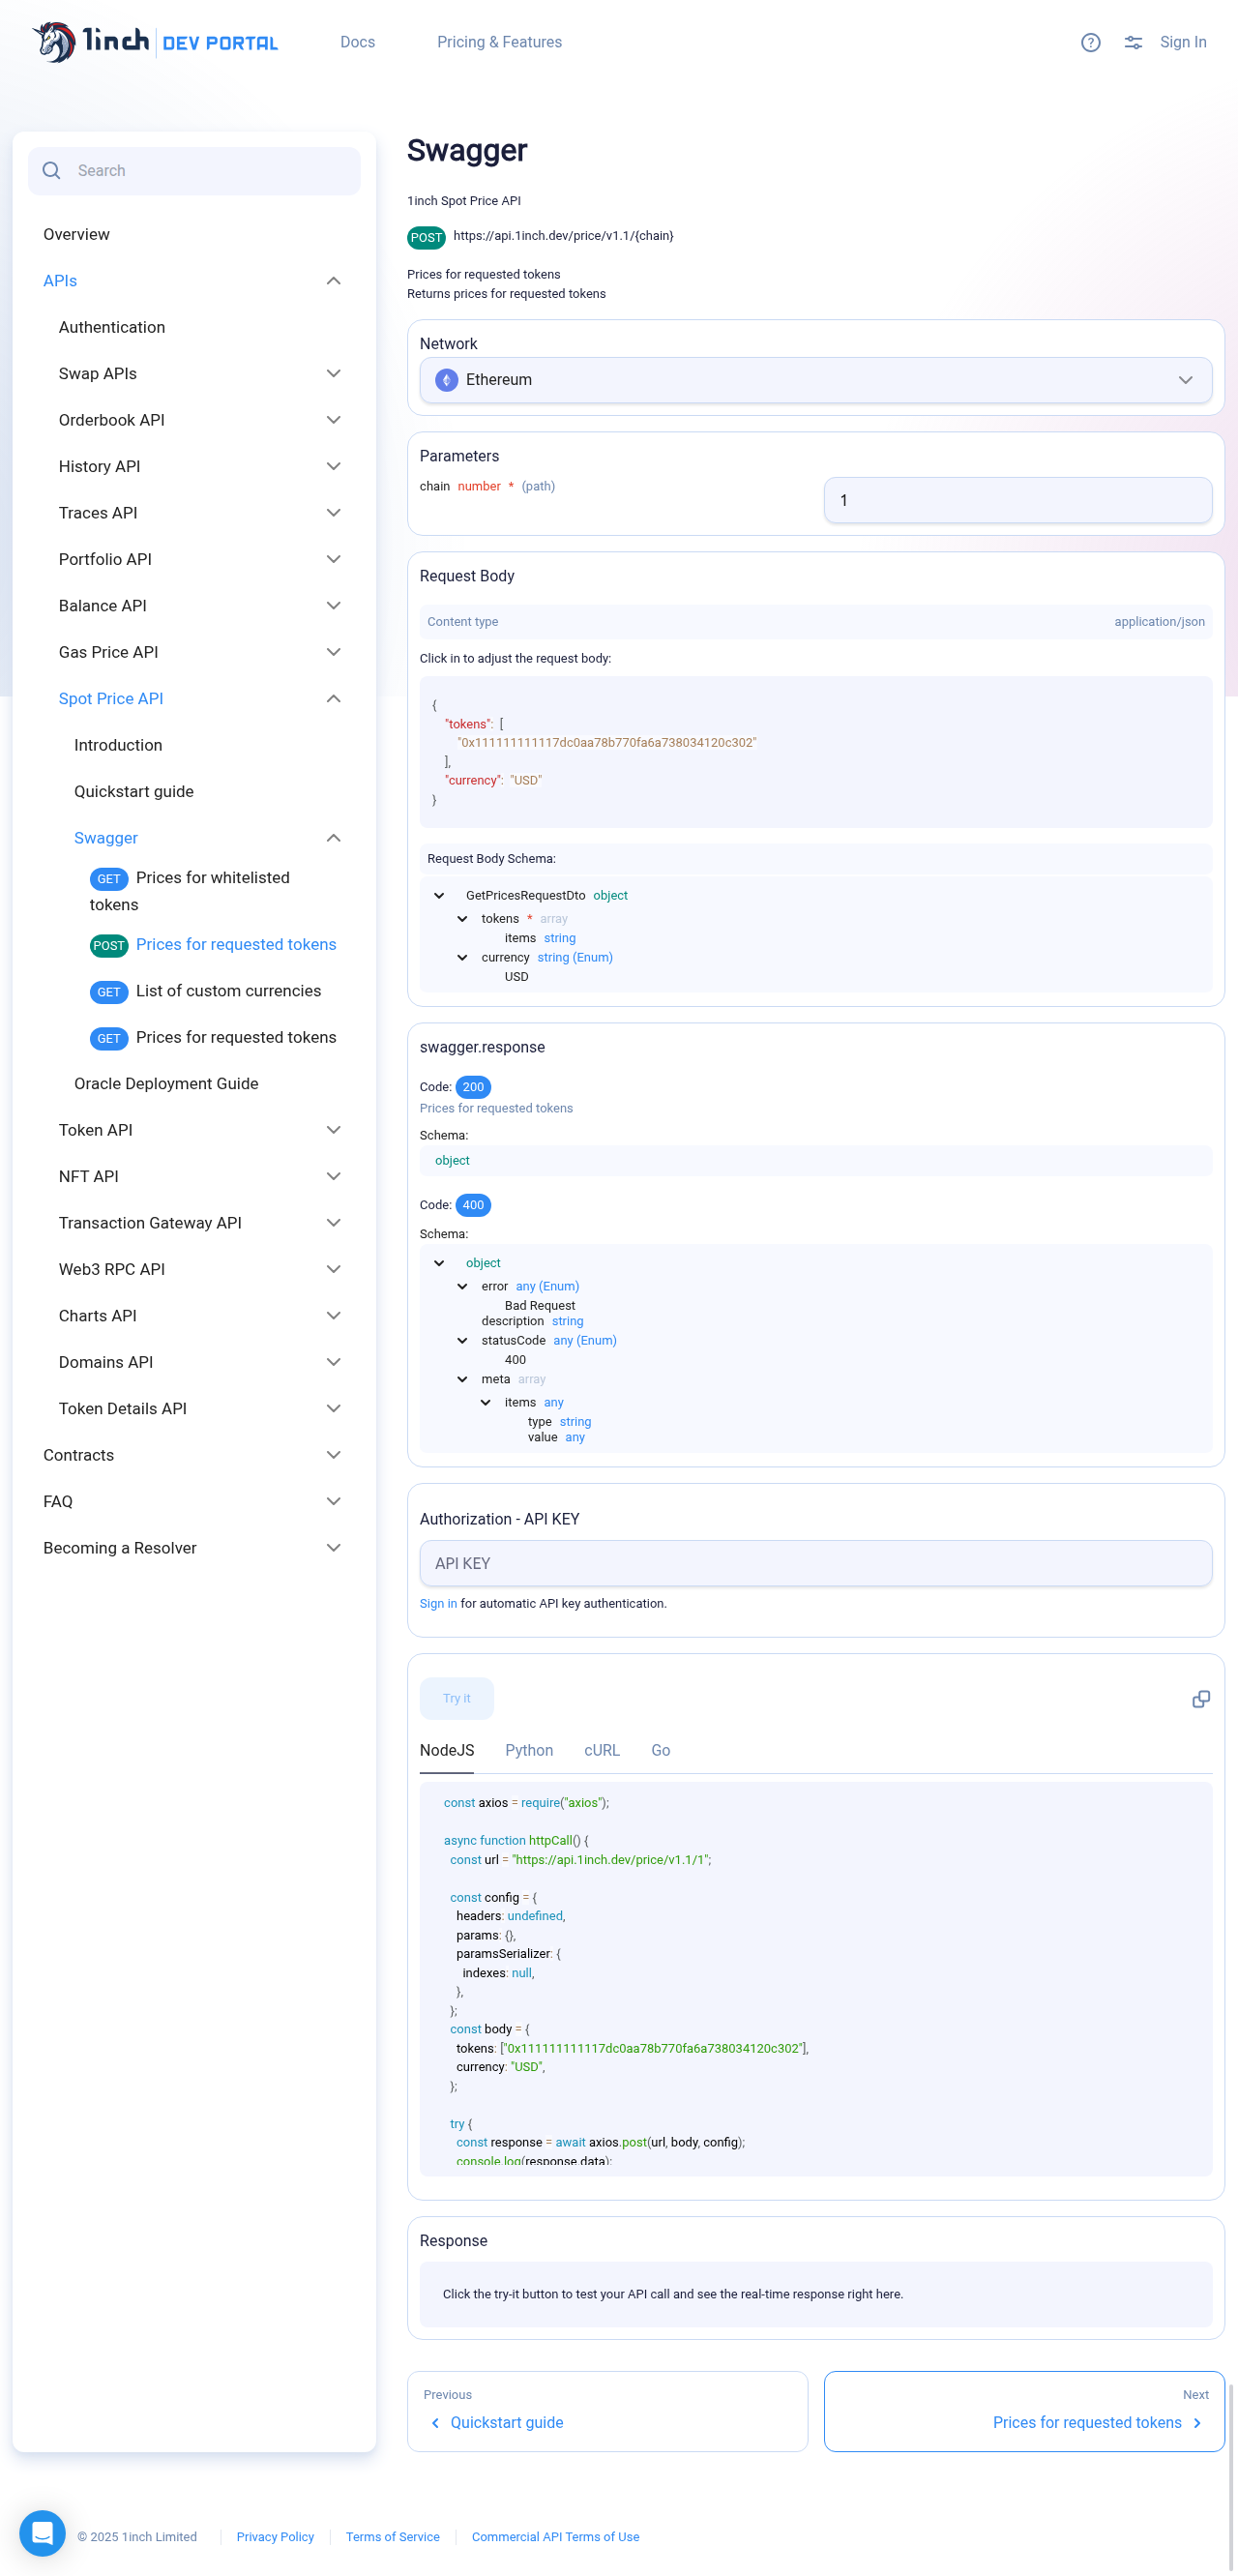 1inch DEV PORTAL
Docs
Pricing & Features
Sign In
Search
Overview
APIs
Authentication
Swap APIs
Orderbook API
History API
Traces API
Portfolio API
Balance API
Gas Price API
Spot Price API
Introduction
Quickstart guide
Swagger
GET Prices for whitelisted
tokens
POST Prices for requested tokens
GET List of custom currencies
GET Prices for requested tokens
Oracle Deployment Guide
Token API
NFT API
Transaction Gateway API
Web3 RPC API
Charts API
Domains API
Token Details API
Contracts
FAQ
Becoming a Resolver
Swagger
1inch Spot Price API
POST https://api.1inch.dev/price/v1.1/{chain}
Prices for requested tokens
Returns prices for requested tokens
Network
Ethereum
Parameters
chain number * (path)
1
Request Body
Content type application/json
Click in to adjust the request body:
{
"tokens": [
"0x111111111117dc0aa78b770fa6a738034120c302"
],
"currency": "USD"
}
Request Body Schema:
GetPricesRequestDto object
tokens * array
items string
currency string (Enum)
USD
swagger.response
Code: 200
Prices for requested tokens
Schema:
object
Code: 400
Schema:
object
error any (Enum)
Bad Request
description string
statusCode any (Enum)
400
meta array
items any
type string
value any
Authorization - API KEY
API KEY
Sign in for automatic API key authentication.
Try it
NodeJS Python cURL Go
const axios = require("axios");
async function httpCall() {
const url = "https://api.1inch.dev/price/v1.1/1";
const config = {
headers: undefined,
params: {},
paramsSerializer: {
indexes: null,
},
};
const body = {
tokens: ["0x111111111117dc0aa78b770fa6a738034120c302"],
currency: "USD",
};
try {
const response = await axios.post(url, body, config);
console.log(response.data);
Response
Click the try-it button to test your API call and see the real-time response right here.
Previous
Quickstart guide
Next
Prices for requested tokens
© 2025 1inch Limited
Privacy Policy
Terms of Service
Commercial API Terms of Use